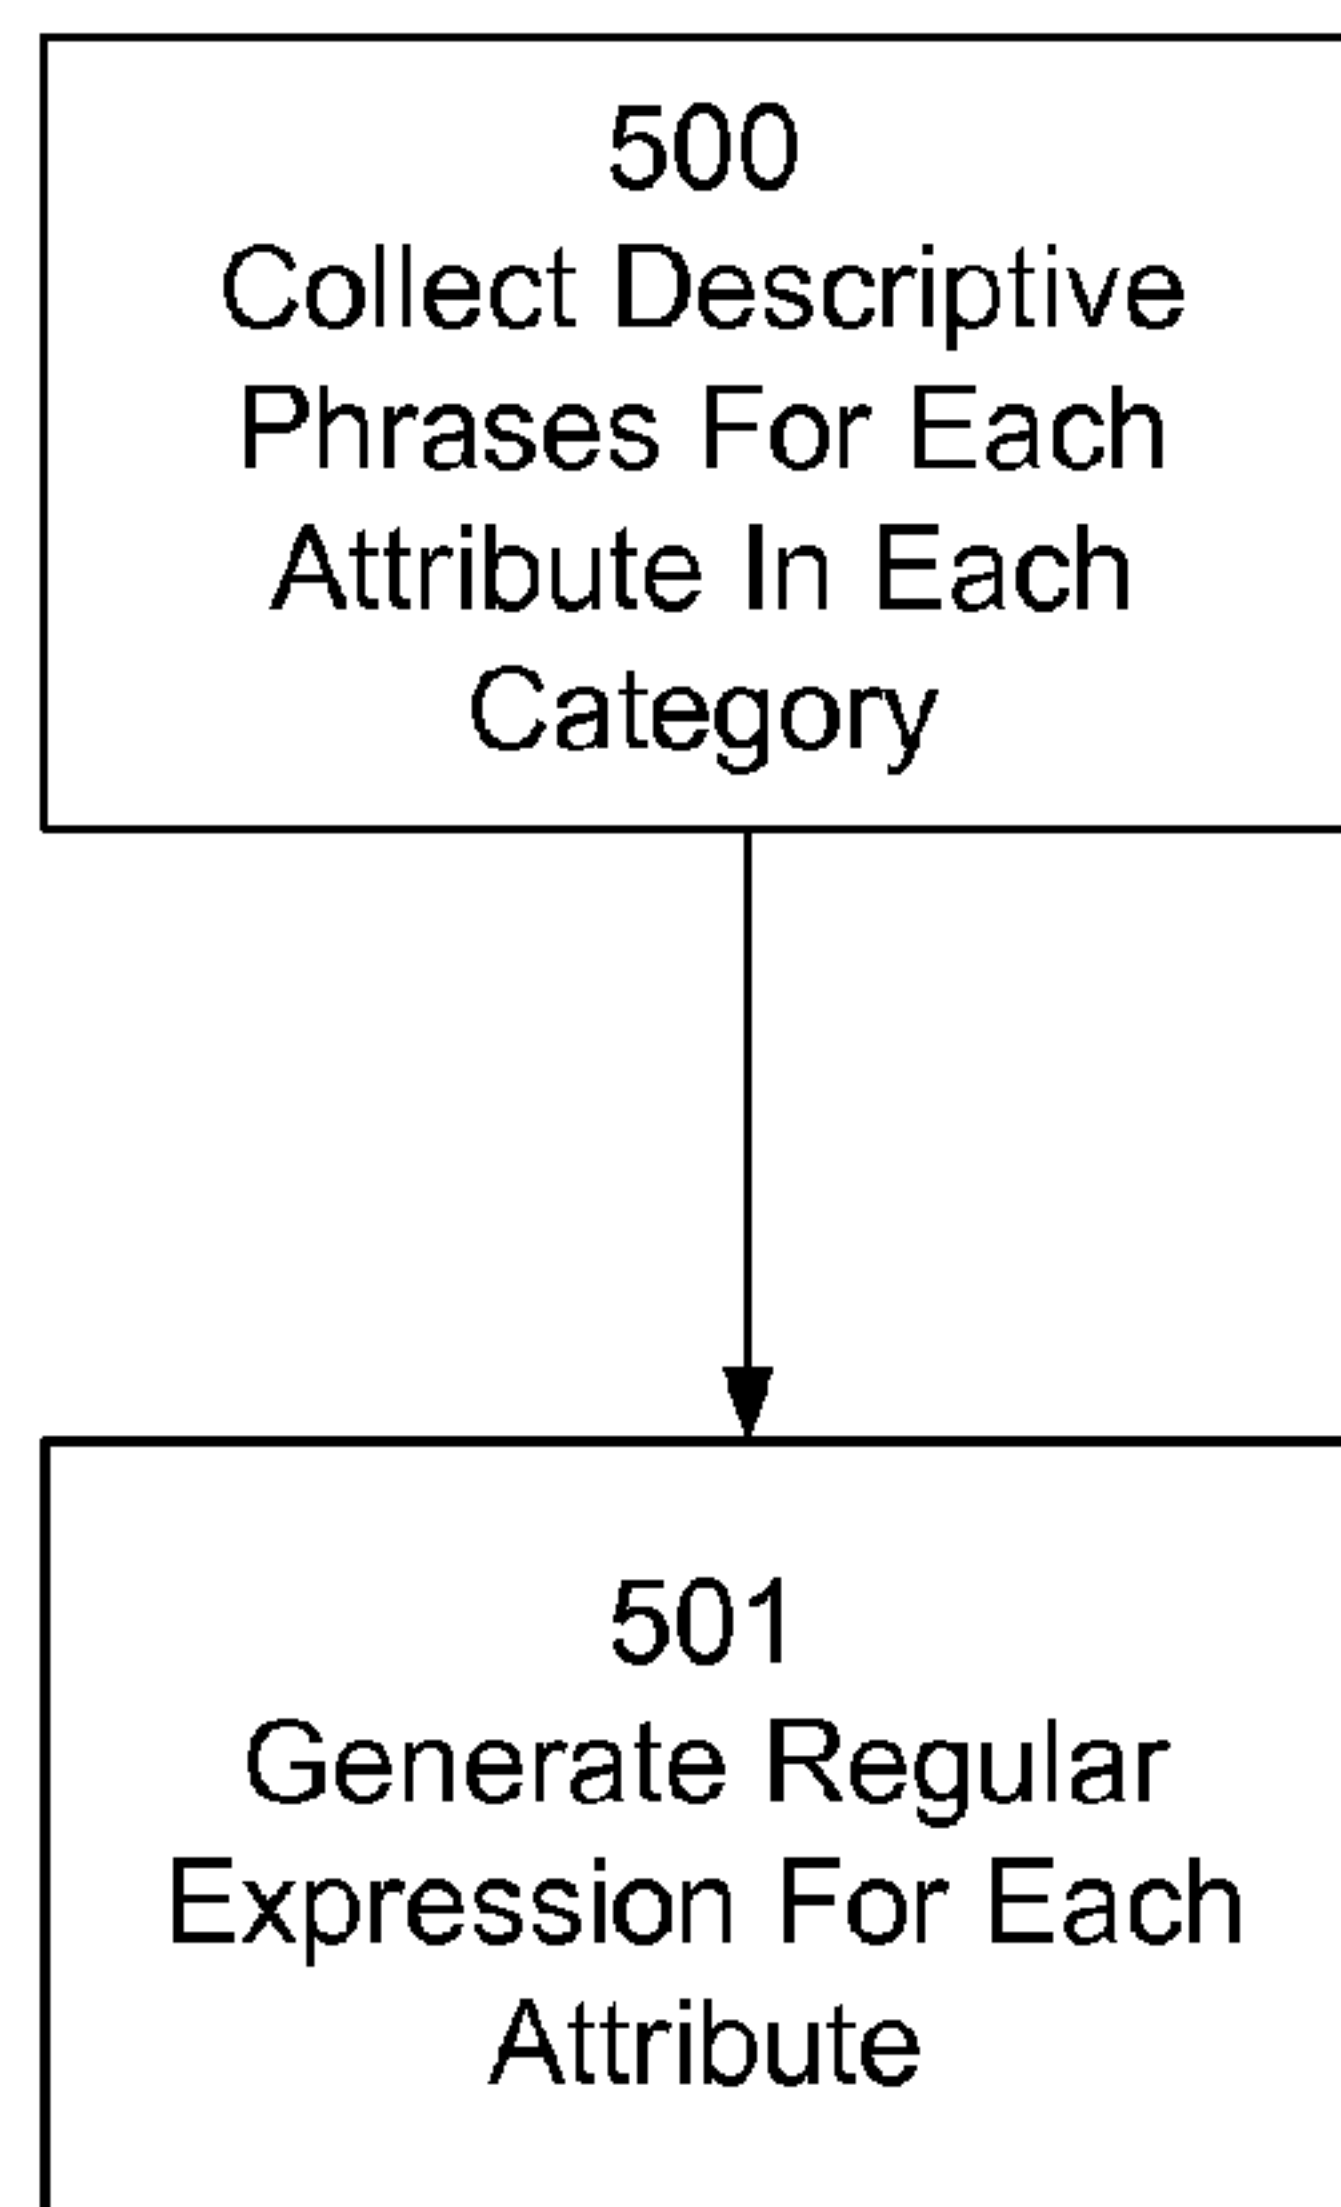 500
Collect Descriptive
Phrases For Each
Attribute In Each
Category
501
Generate Regular
Expression For Each
Attribute